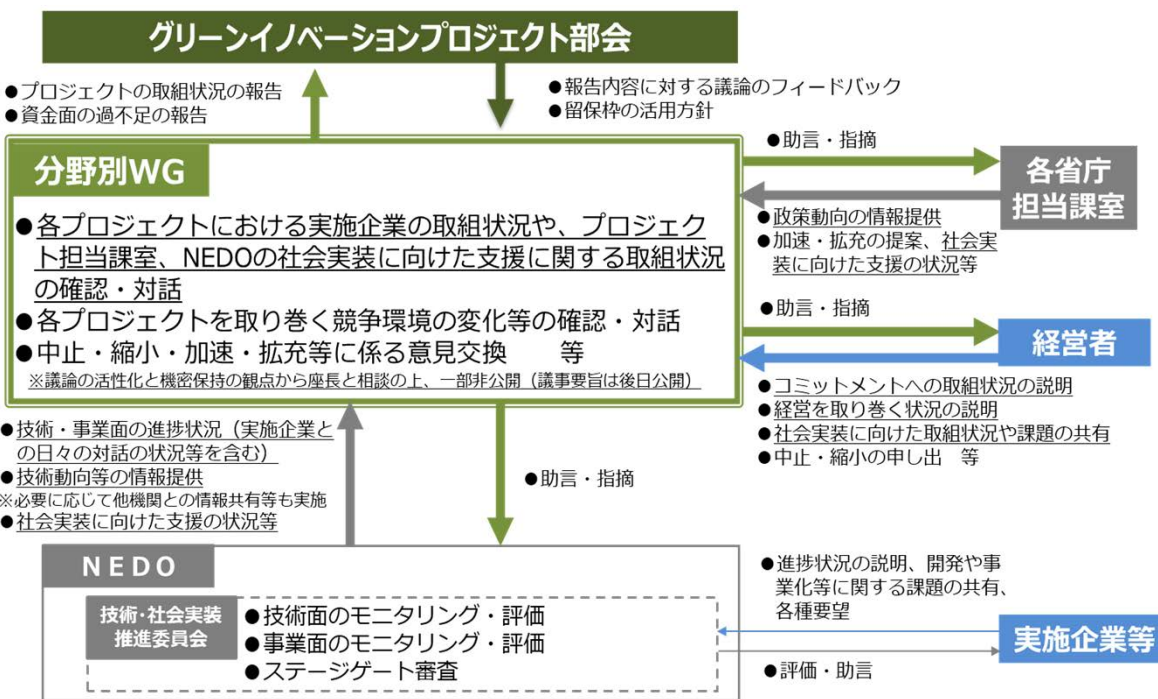 グリーンイノベーションプロジェクト部会
●プロジェクトの取組状況の報告
●資金面の過不足の報告
●報告内容に対する議論のフィードバック
●留保枠の活用方針
分野別WG
●各プロジェクトにおける実施企業の取組状況や、プロジェク
ト担当課室、NEDOの社会実装に向けた支援に関する取組状況
の確認・対話
●各プロジェクトを取り巻く競争環境の変化等の確認・対話
●中止・縮小・加速・拡充等に係る意見交換　等
※議論の活性化と機密保持の観点から座長と相談の上、一部非公開（議事要旨は後日公開）
●助言・指摘
各省庁
担当課室
●政策動向の情報提供
●加速・拡充の提案、社会実
装に向けた支援の状況等
●助言・指摘
経営者
●コミットメントへの取組状況の説明
●経営を取り巻く状況の説明
●社会実装に向けた取組状況や課題の共有
●中止・縮小の申し出　等
●技術・事業面の進捗状況（実施企業と
の日々の対話の状況等を含む）
●技術動向等の情報提供
※必要に応じて他機関との情報共有等も実施
●社会実装に向けた支援の状況等
●助言・指摘
NEDO
技術・社会実装
推進委員会
●技術面のモニタリング・評価
●事業面のモニタリング・評価
●ステージゲート審査
●進捗状況の説明、開発や事
業化等に関する課題の共有、
各種要望
実施企業等
●評価・助言